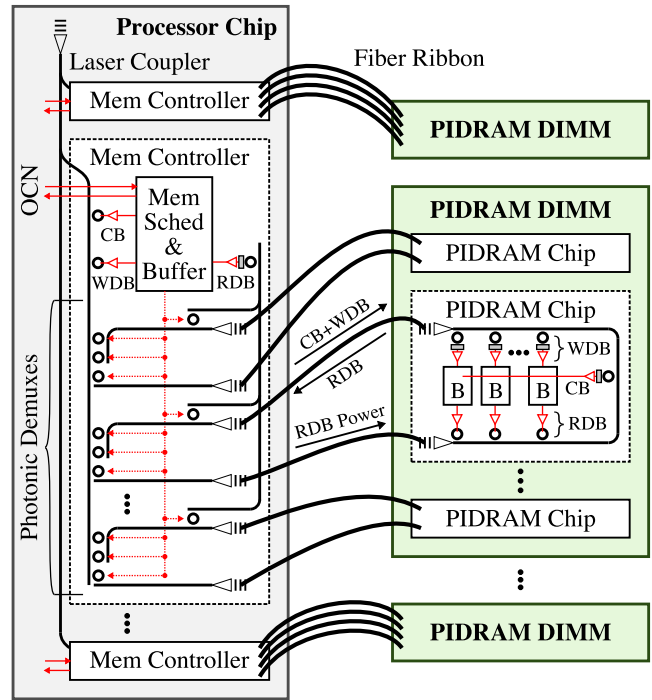 Processor Chip
Laser Coupler
Fiber Ribbon
Mem Controller
PIDRAM DIMM
OCN
Mem Controller
Mem
Sched
&
Buffer
CB
WDB
RDB
Photonic Demuxes
CB+WDB
RDB
RDB Power
PIDRAM DIMM
PIDRAM Chip
PIDRAM Chip
WDB
B
B
B
CB
RDB
PIDRAM Chip
Mem Controller
PIDRAM DIMM